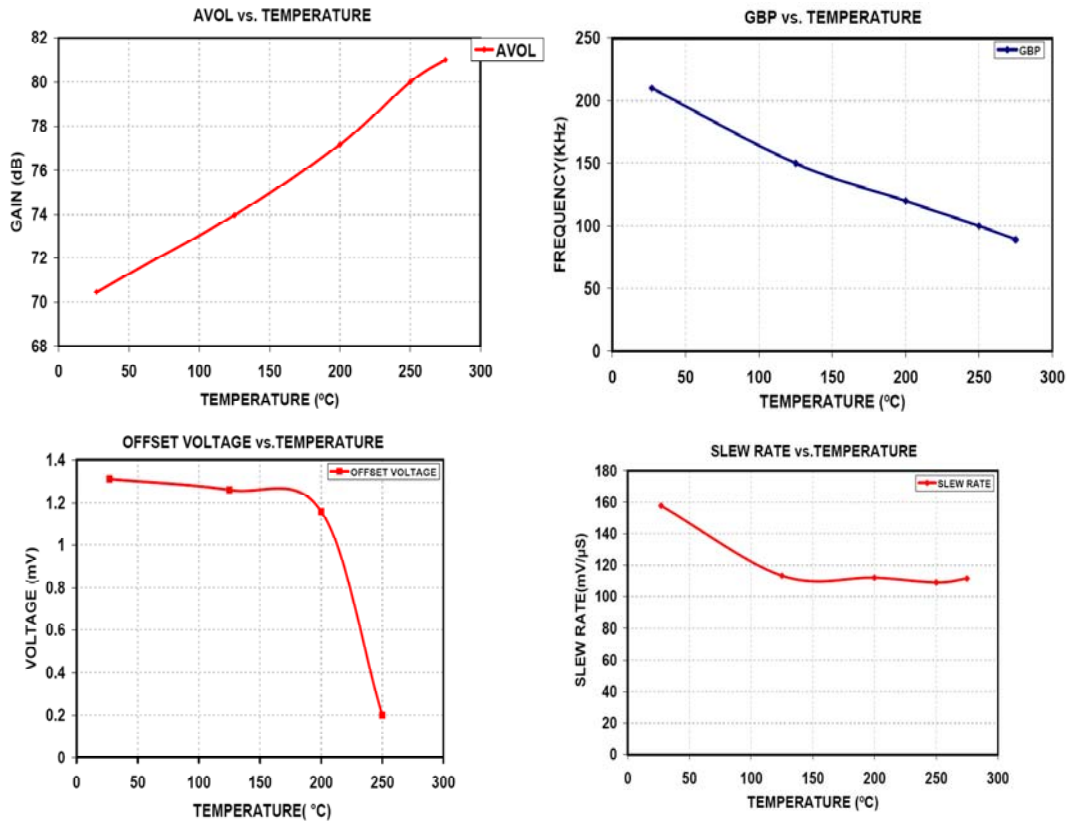 AVOL vs. TEMPERATURE
82
80
78
76
74
72
70
68
GAIN (dB)
AVOL
0 50 100 150 200 250 300
TEMPERATURE (ºC)
GBP vs. TEMPERATURE
250
200
150
100
50
0
FREQUENCY(KHz)
GBP
0 50 100 150 200 250 300
TEMPERATURE (ºC)
OFFSET VOLTAGE vs.TEMPERATURE
1.4
1.2
1
0.8
0.6
0.4
0.2
0
VOLTAGE (mV)
OFFSET VOLTAGE
0 50 100 150 200 250 300
TEMPERATURE( °C)
SLEW RATE vs.TEMPERATURE
180
160
140
120
100
80
60
40
20
0
SLEW RATE(mV/µS)
SLEW RATE
0 50 100 150 200 250 300
TEMPERATURE (ºC)